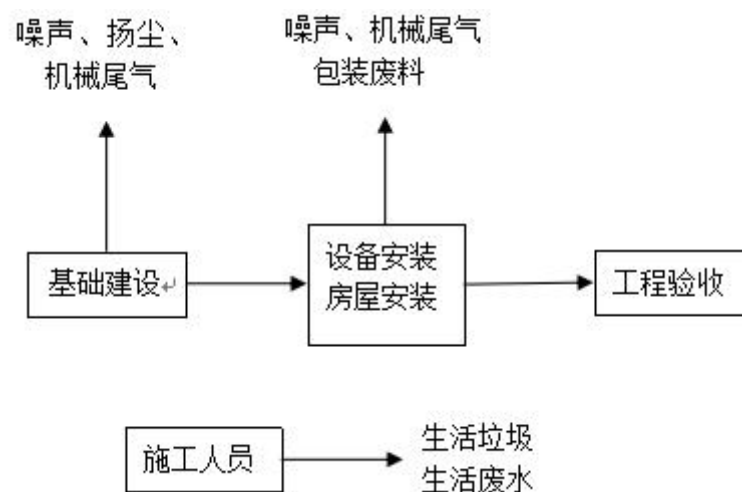 噪声、扬尘、
机械尾气
噪声、机械尾气
包装废料
基础建设
设备安装
房屋安装
工程验收
施工人员
生活垃圾
生活废水